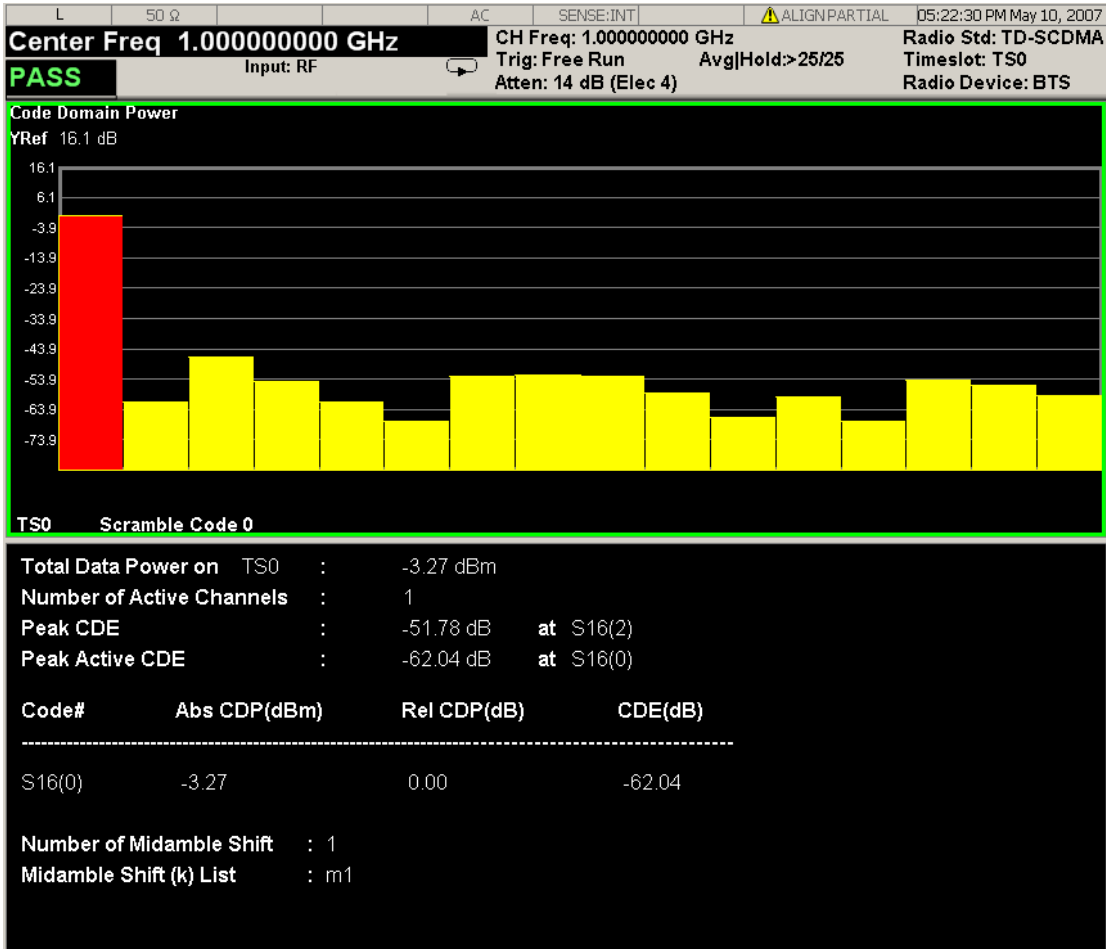 L 50 Ω AC SENSE:INT ALIGN PARTIAL 05:22:30 PM May 10, 2007
Center Freq 1.000000000 GHz
CH Freq: 1.000000000 GHz
Radio Std: TD-SCDMA
Input: RF
Trig: Free Run Avg|Hold:>25/25
Timeslot: TS0
PASS
Atten: 14 dB (Elec 4)
Radio Device: BTS
Code Domain Power
YRef 16.1 dB
16.1
6.1
-3.9
-13.9
-23.9
-33.9
-43.9
-53.9
-63.9
-73.9
TS0 Scramble Code 0
Total Data Power on TS0 : -3.27 dBm
Number of Active Channels : 1
Peak CDE : -51.78 dB at S16(2)
Peak Active CDE : -62.04 dB at S16(0)
Code# Abs CDP(dBm) Rel CDP(dB) CDE(dB)
S16(0) -3.27 0.00 -62.04
Number of Midamble Shift : 1
Midamble Shift (k) List : m1